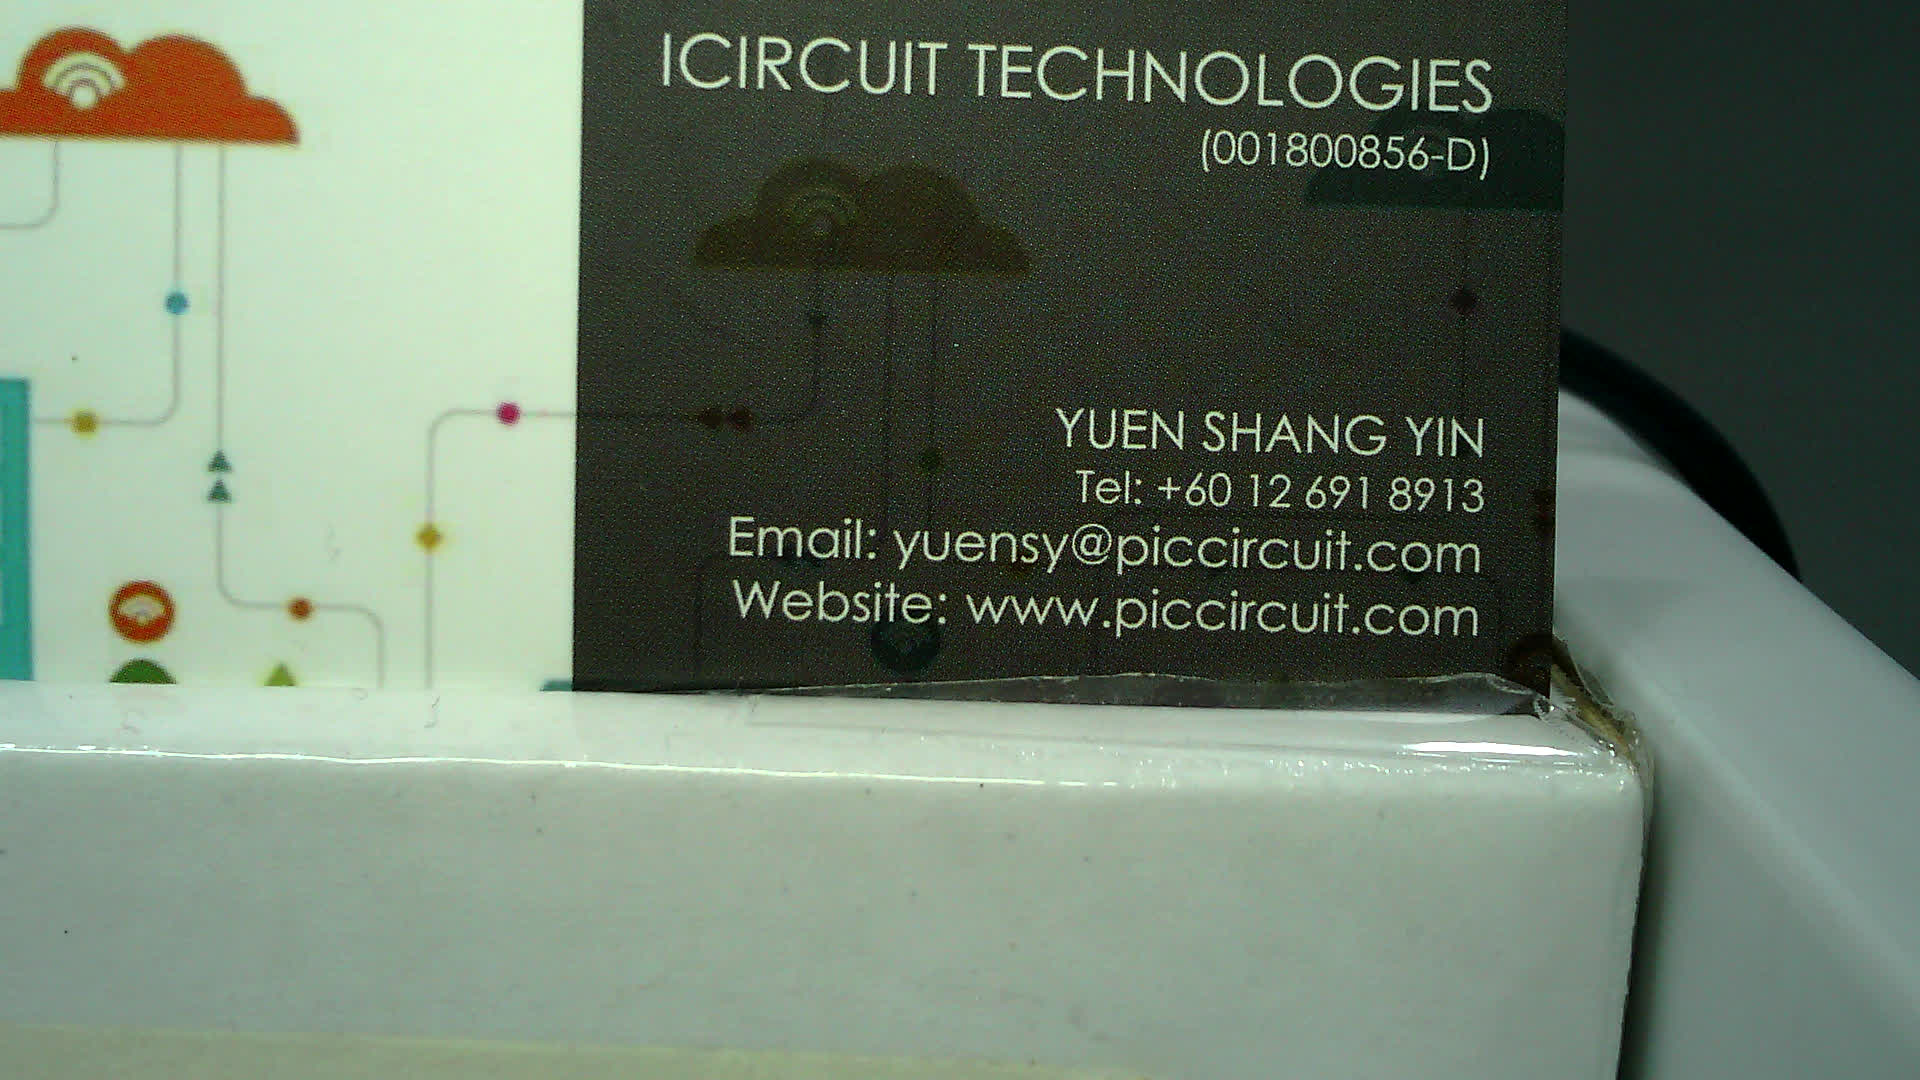 ICIRCUIT TECHNOLOGIES
(001800856-D)
YUEN SHANG YIN
Tel: +60 12 691 8913
Email: yuensy@piccircuit.com
Website: www.piccircuit.com